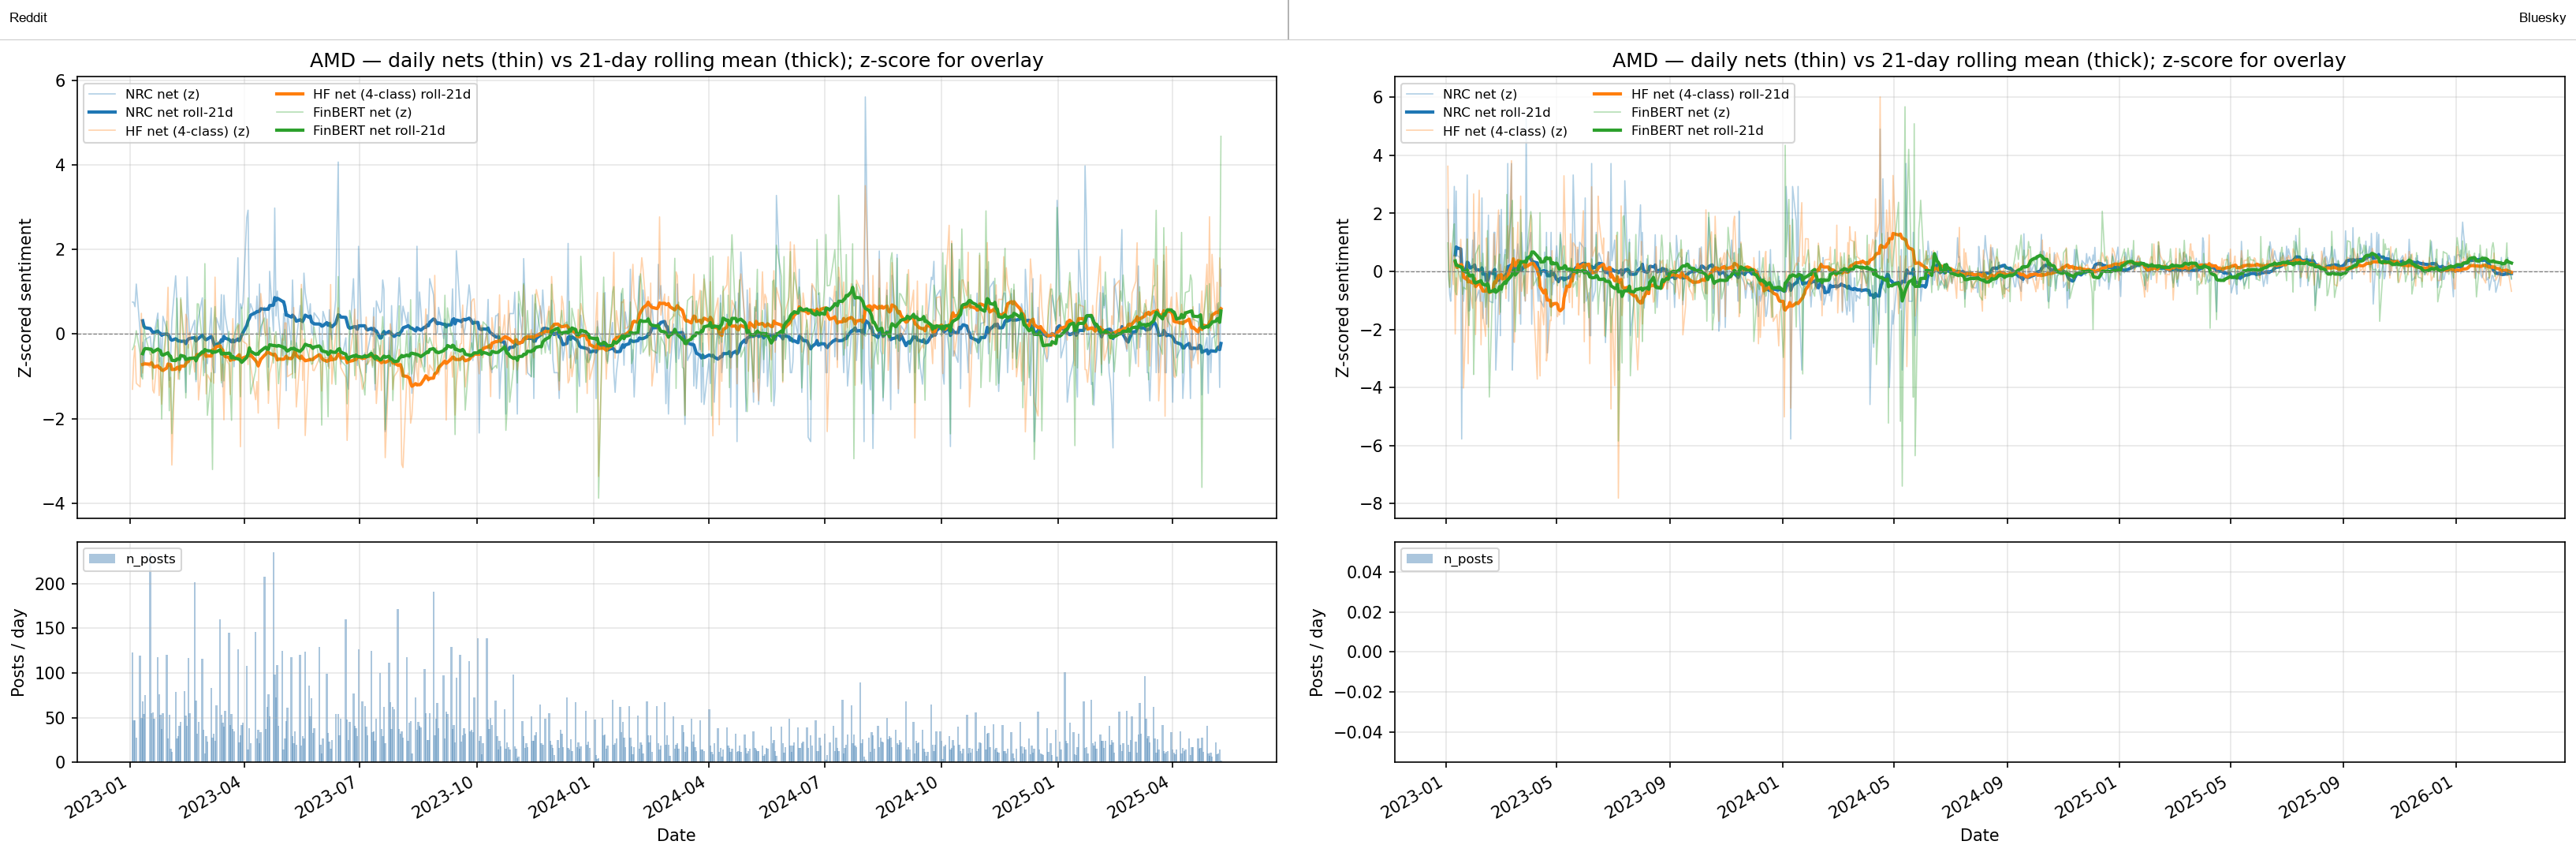 Reddit
Bluesky
AMD — daily nets (thin) vs 21-day rolling mean (thick); z-score for overlay
NRC net (z)
NRC net roll-21d
HF net (4-class) (z)
HF net (4-class) roll-21d
FinBERT net (z)
FinBERT net roll-21d
Z-scored sentiment
6
4
2
0
−2
−4
n_posts
Posts / day
200
150
100
50
0
2023-01
2023-04
2023-07
2023-10
2024-01
2024-04
2024-07
2024-10
2025-01
2025-04
Date
AMD — daily nets (thin) vs 21-day rolling mean (thick); z-score for overlay
NRC net (z)
NRC net roll-21d
HF net (4-class) (z)
HF net (4-class) roll-21d
FinBERT net (z)
FinBERT net roll-21d
Z-scored sentiment
6
4
2
0
−2
−4
−6
−8
n_posts
Posts / day
0.04
0.02
0.00
−0.02
−0.04
2023-01
2023-05
2023-09
2024-01
2024-05
2024-09
2025-01
2025-05
2025-09
2026-01
Date